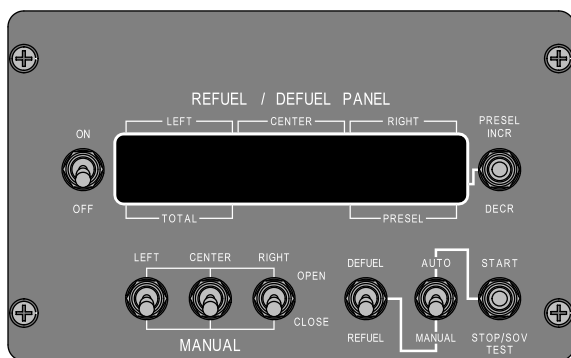 REFUEL / DEFUEL PANEL
LEFT CENTER RIGHT
ON
PRESEL
INCR
OFF
DECR
TOTAL PRESEL
LEFT CENTER RIGHT
OPEN
CLOSE
MANUAL
DEFUEL AUTO START
REFUEL MANUAL STOP/SOV
TEST